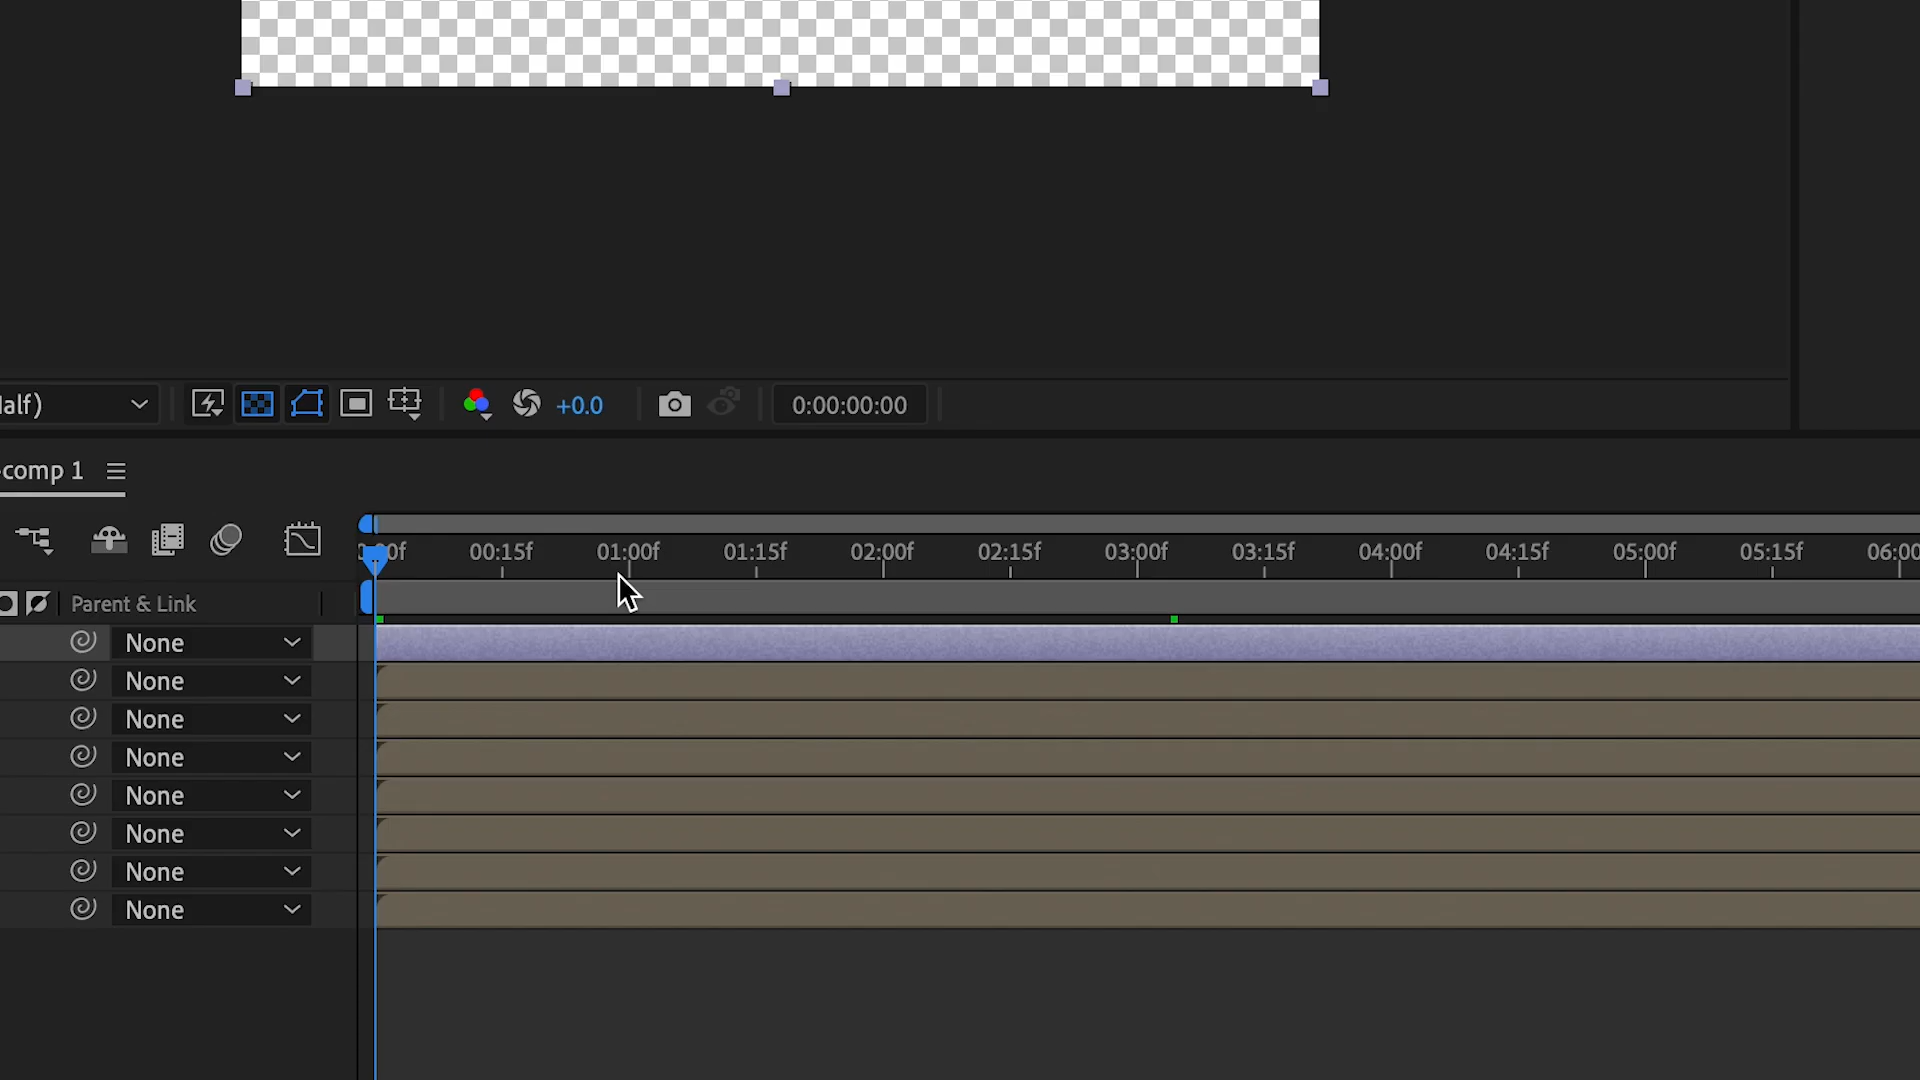 alf)
+0.0
0:00:00:00
comp 1
00:15f 01:00f 01:15f 02:00f 02:15f 03:00f 03:15f 04:00f 04:15f 05:00f 05:15f 06:00
Parent & Link
None
None
None
None
None
None
None
None